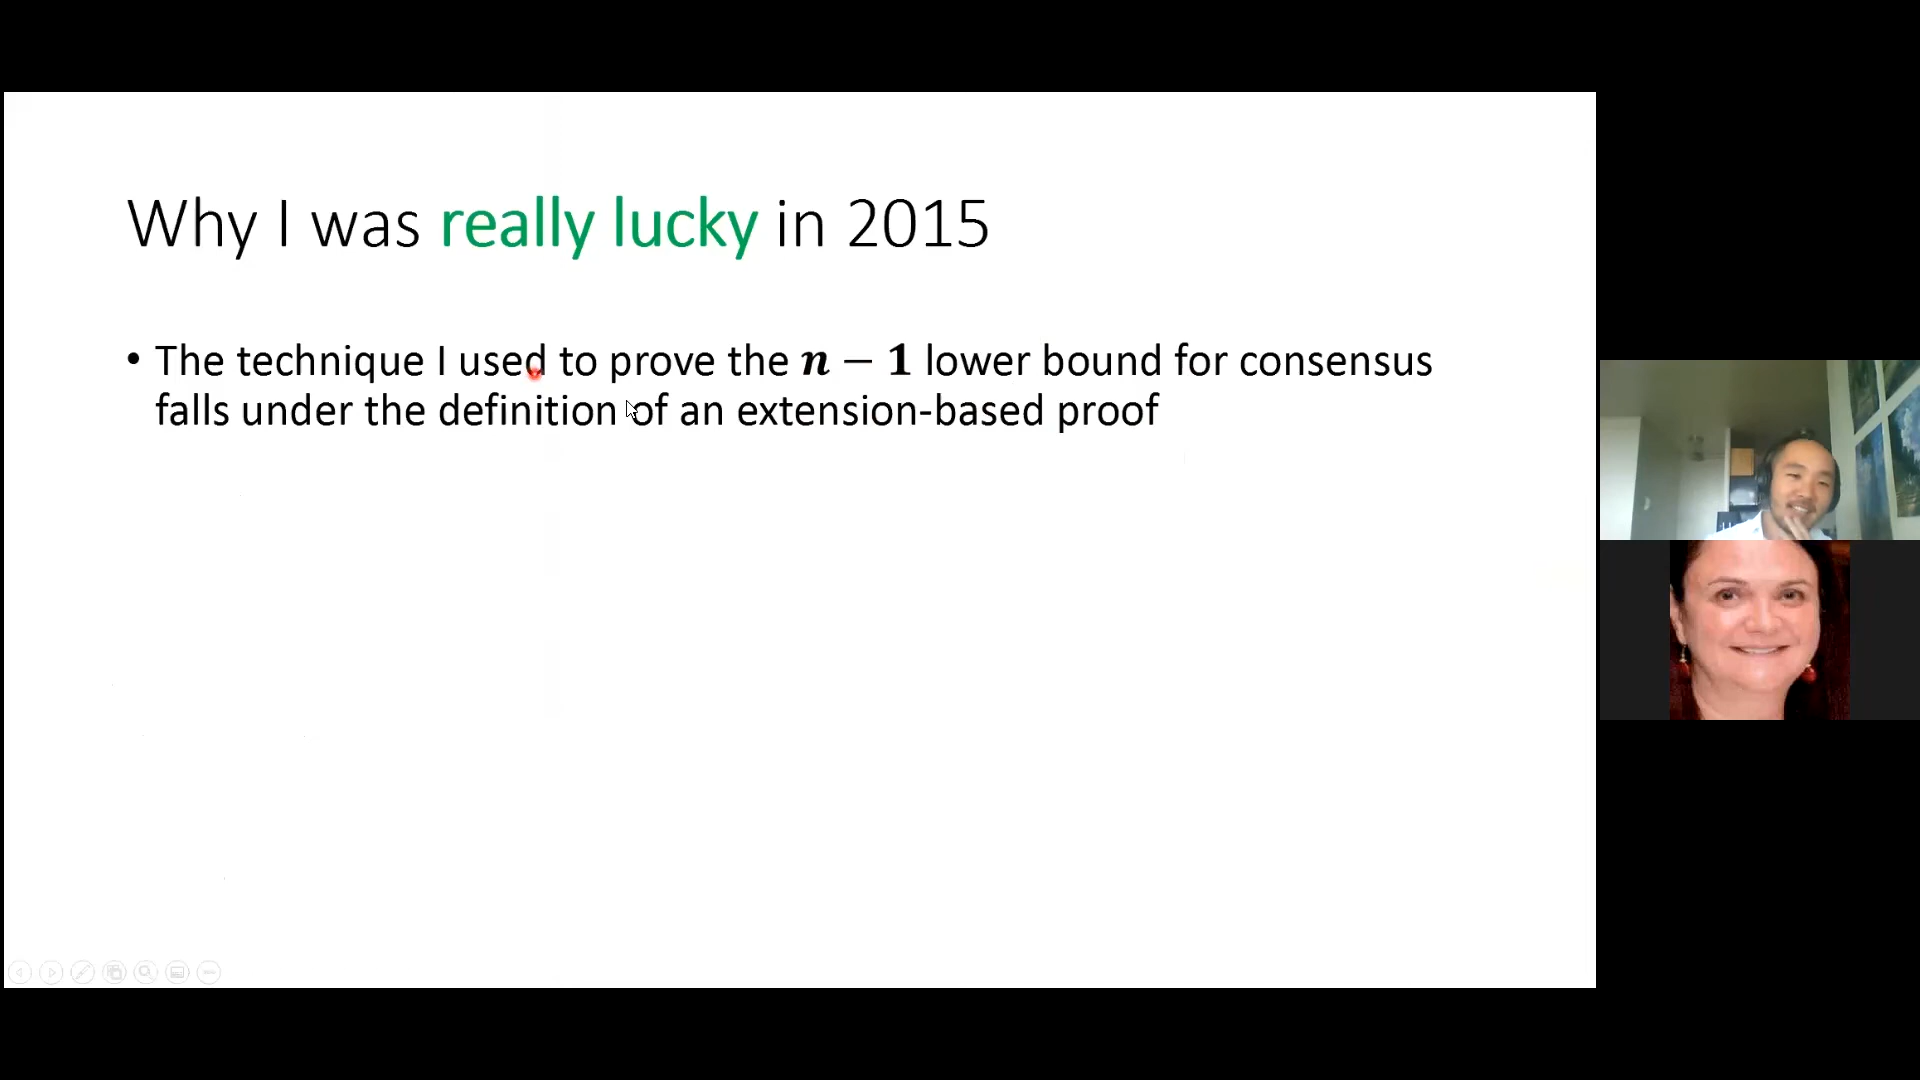 Why I was really lucky in 2015
• The technique I used to prove the n − 1 lower bound for consensus
falls under the definition of an extension-based proof